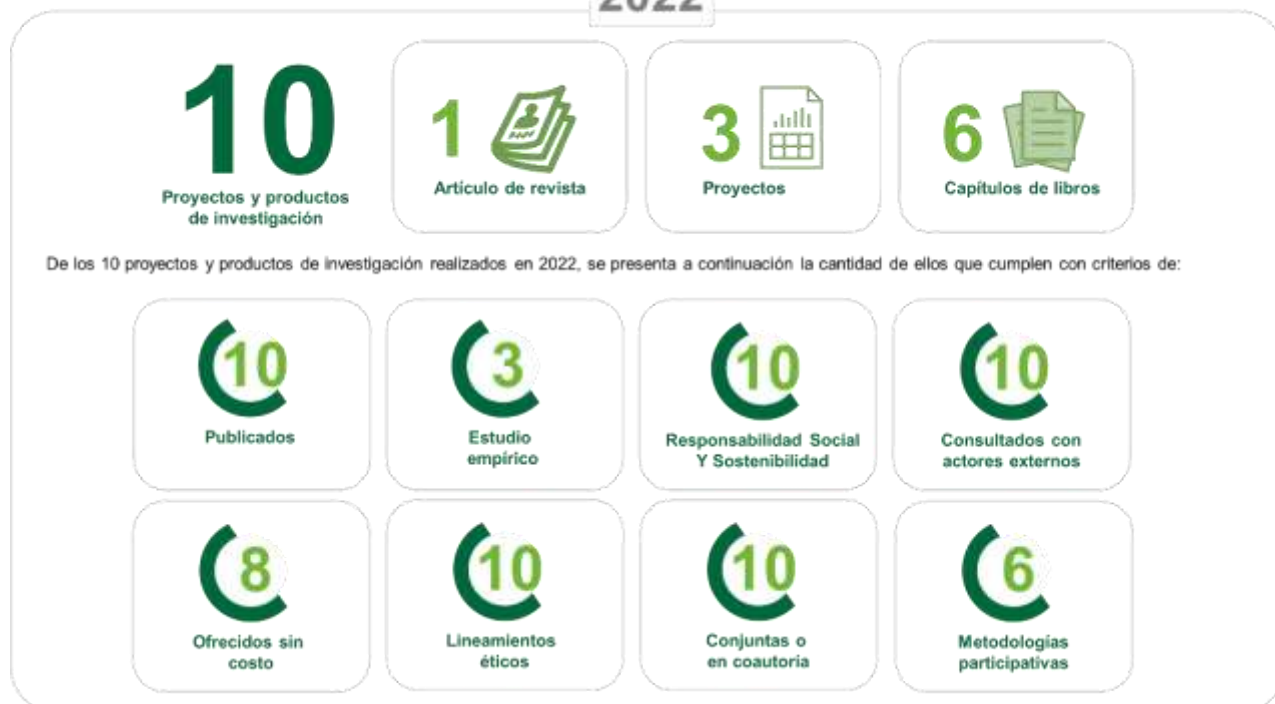 2022
10
Proyectos y productos
de investigación
1
Artículo de revista
3
Proyectos
6
Capítulos de libros
De los 10 proyectos y productos de investigación realizados en 2022, se presenta a continuación la cantidad de ellos que cumplen con criterios de:
10
Publicados
3
Estudio
empírico
10
Responsabilidad Social
Y Sostenibilidad
10
Consultados con
actores externos
8
Ofrecidos sin
costo
10
Lineamientos
éticos
10
Conjuntas o
en coautoría
6
Metodologías
participativas